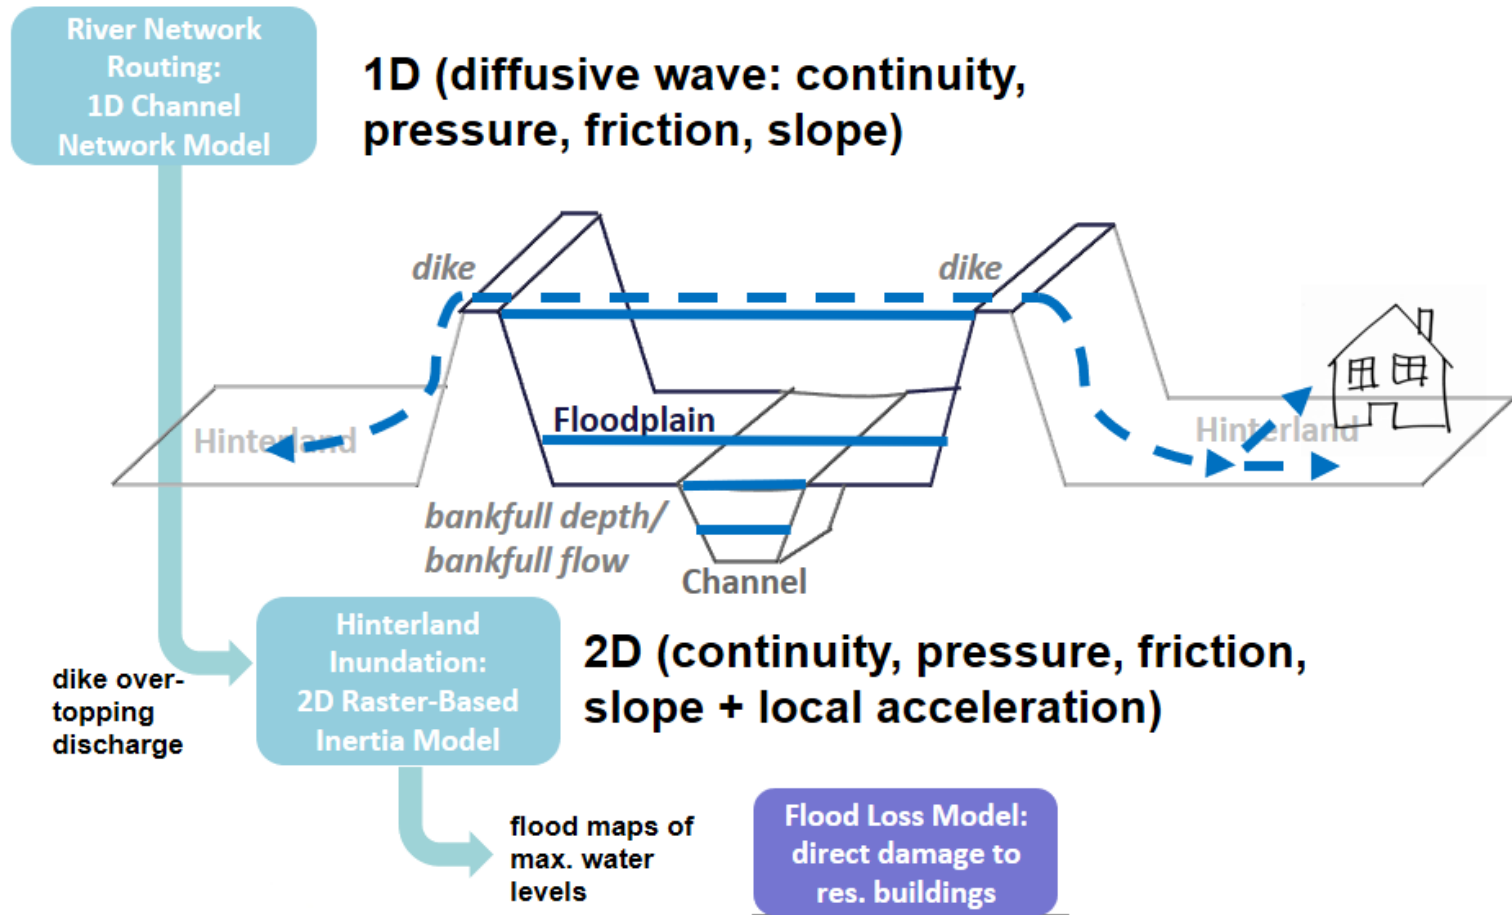 River Network
Routing:
1D Channel
Network Model
1D (diffusive wave: continuity,
pressure, friction, slope)
dike
dike
Hinterland
Floodplain
Hinterland
bankfull depth/
bankfull flow
Channel
Hinterland
Inundation:
2D Raster-Based
Inertia Model
2D (continuity, pressure, friction,
slope + local acceleration)
dike over-
topping
discharge
flood maps of
max. water
levels
Flood Loss Model:
direct damage to
res. buildings